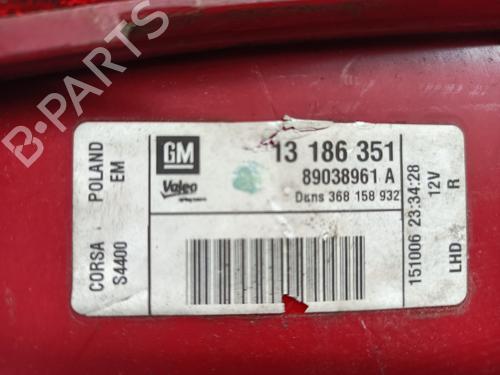 B-PARTS
CORSA POLAND
S4400 EM
GM
Valeo
13 186 351
89038961 A
Duns 368 158 932
151006 23:34:28
12V
LHD R